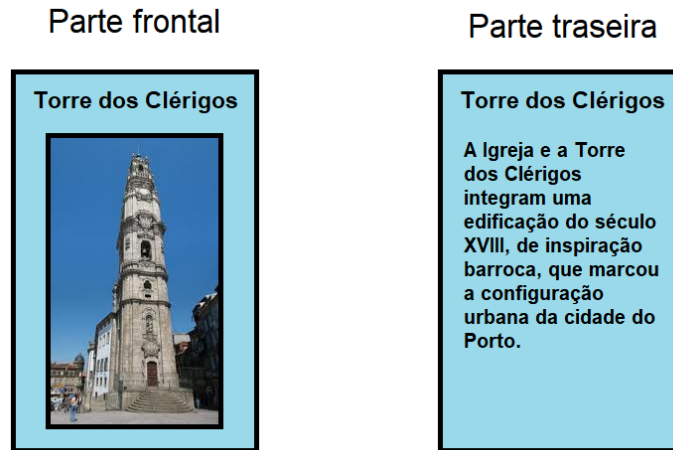 Parte frontal
Torre dos Clérigos
Parte traseira
Torre dos Clérigos
A Igreja e a Torre
dos Clérigos
integram uma
edificação do século
XVIII, de inspiração
barroca, que marcou
a configuração
urbana da cidade do
Porto.